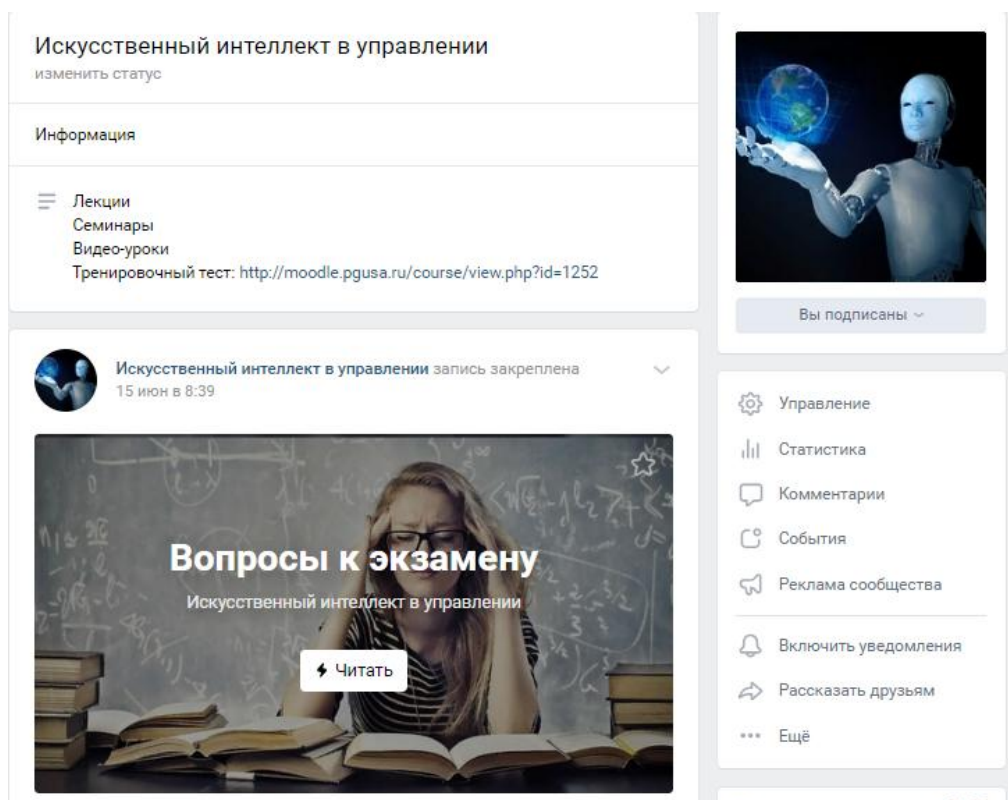 Искусственный интеллект в управлении
изменить статус
Информация
Лекции
Семинары
Видео-уроки
Тренировочный тест: http://moodle.pgusa.ru/course/view.php?id=1252
Искусственный интеллект в управлении запись закреплена
15 июн в 8:39
Вопросы к экзамену
Искусственный интеллект в управлении
Читать
Вы подписаны
Управление
Статистика
Комментарии
События
Реклама сообщества
Включить уведомления
Рассказать друзьям
Ещё